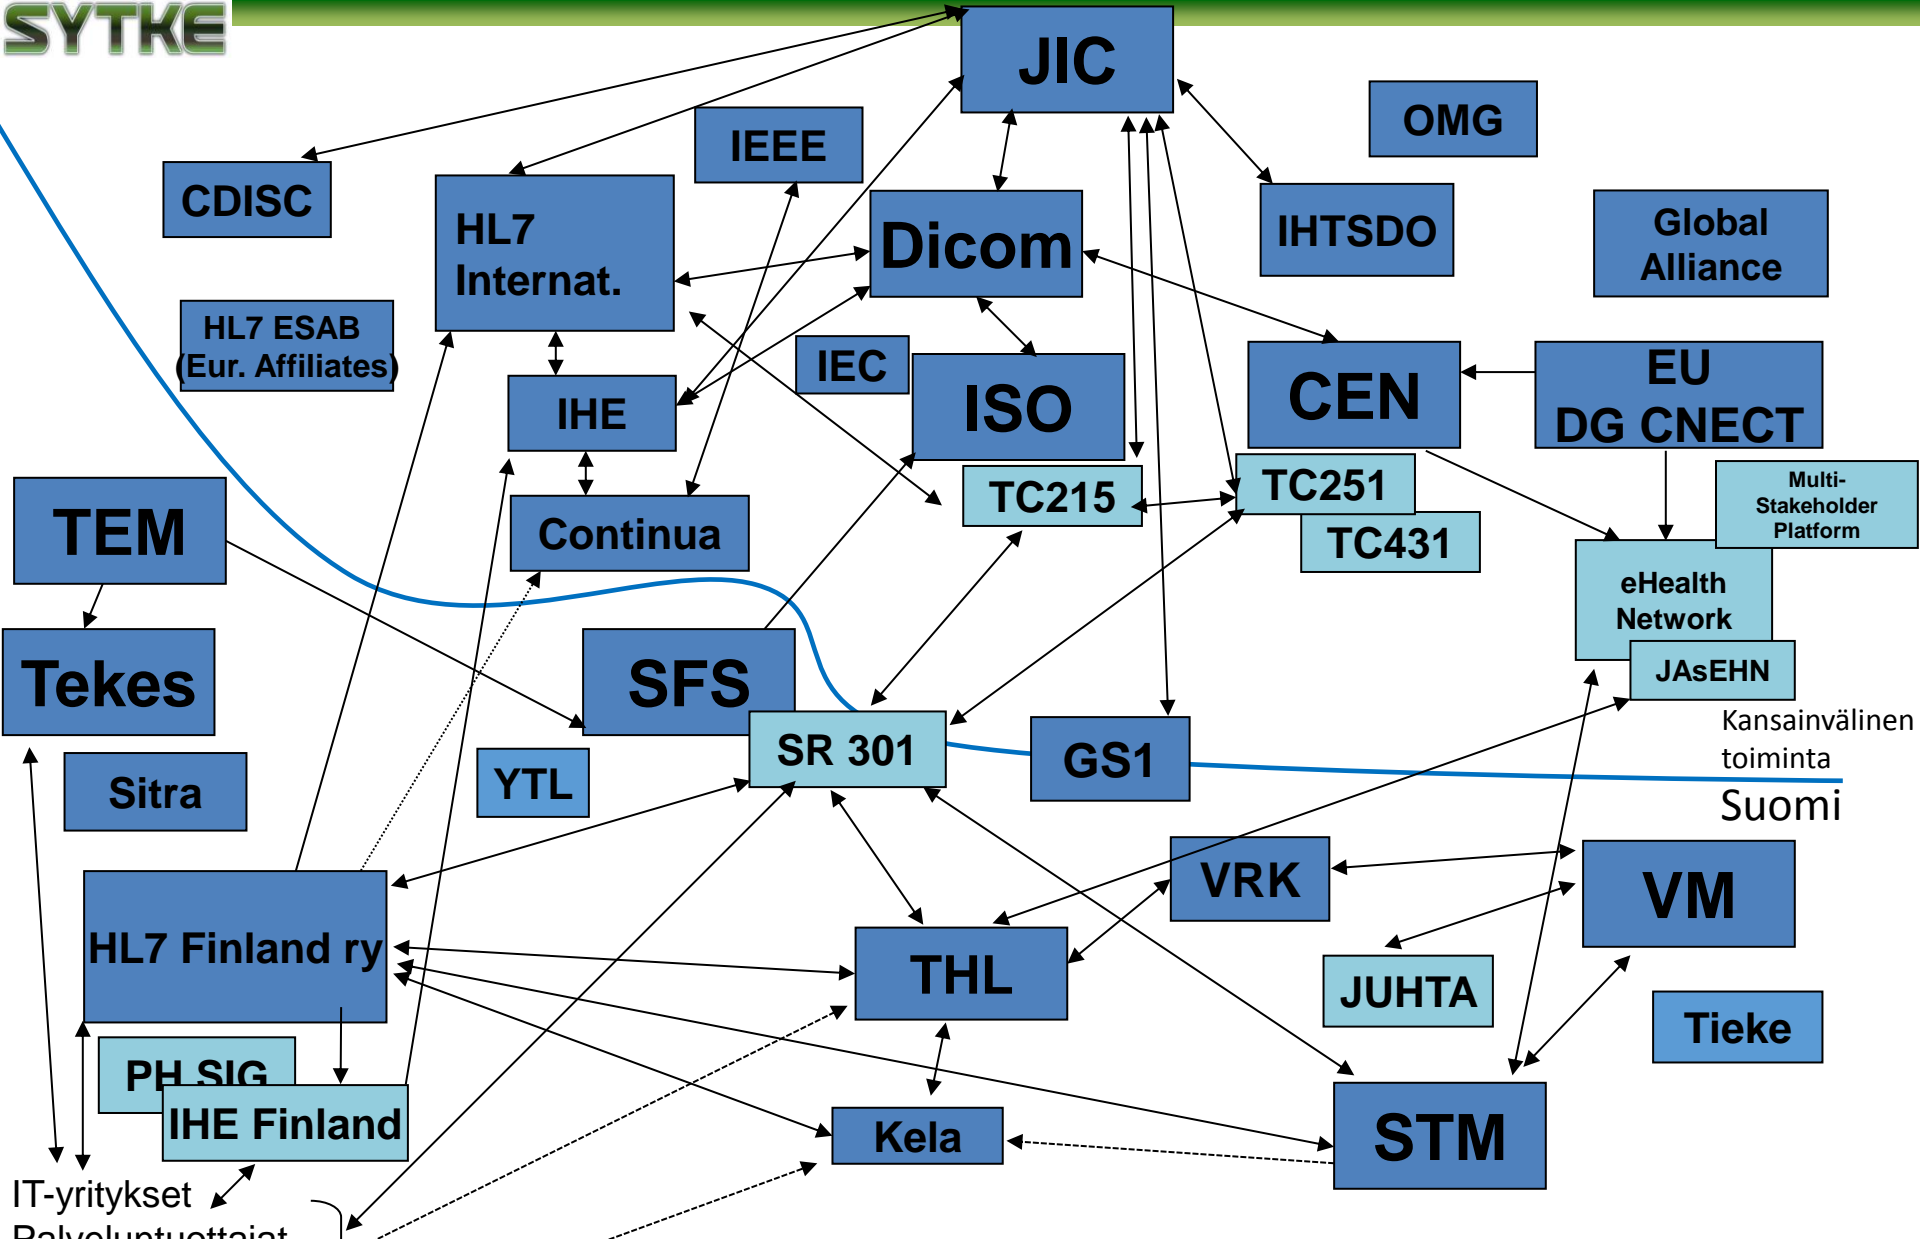 SYTKE
JIC
OMG
IEEE
CDISC
HL7
Internat.
Dicom
IHTSDO
Global
Alliance
HL7 ESAB
(Eur. Affiliates)
IEC
IHE
ISO
CEN
EU
DG CNECT
TC215
TC251
TC431
Multi-
Stakeholder
Platform
TEM
Continua
eHealth
Network
JAsEHN
Tekes
SFS
SR 301
GS1
Kansainvälinen
toiminta
Suomi
Sitra
YTL
VRK
VM
HL7 Finland ry
THL
JUHTA
Tieke
PH SIG
IHE Finland
Kela
STM
IT-yritykset
Palveluntuottajat